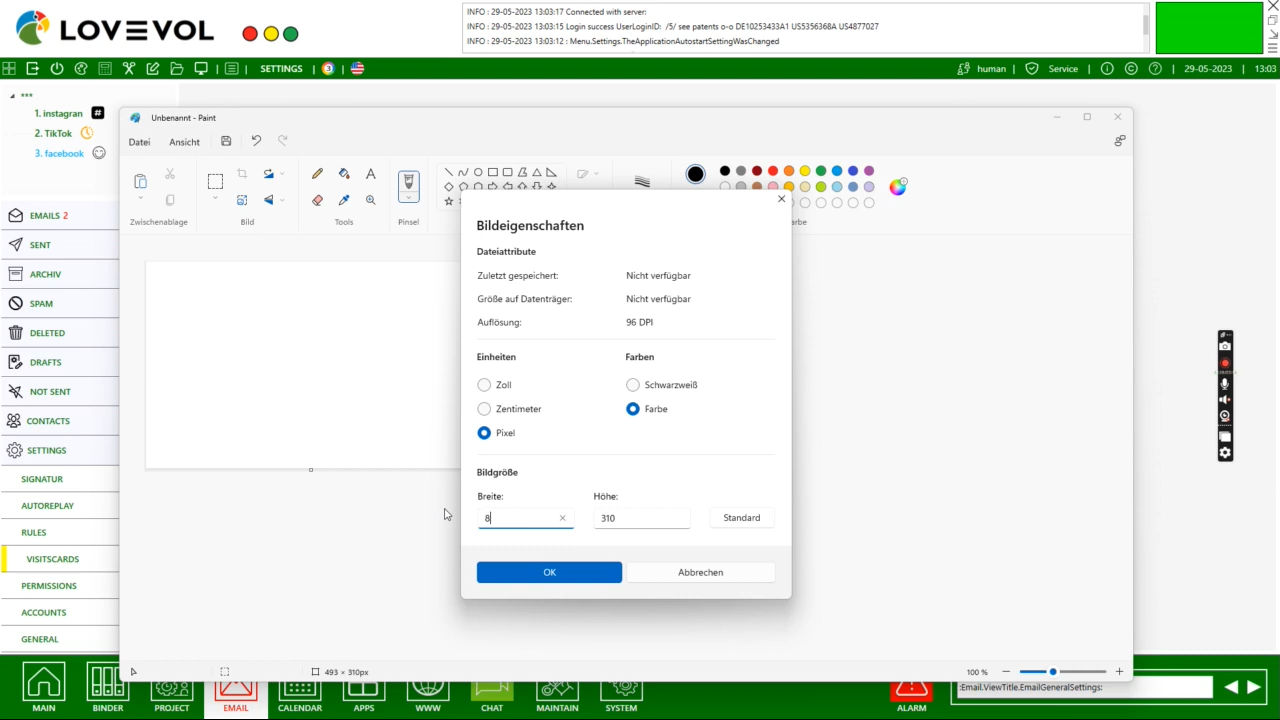 LOVEVOL
INFO : 29-05-2023 13:03:17 Connected with server:
INFO : 29-05-2023 13:03:15 Login success UserLoginID: /5/ see patents o-o DE10253433A1 US5356368A US4877027
INFO : 29-05-2023 13:03:12 : Menu.Settings.TheApplicationAutostartSettingWasChanged
SETTINGS
3
human
Service
29-05-2023
13:03
***
1. instagran #
2. TikTok
3. facebook
EMAILS 2
SENT
ARCHIV
SPAM
DELETED
DRAFTS
NOT SENT
CONTACTS
SETTINGS
SIGNATUR
AUTOREPLAY
RULES
VISITSCARDS
PERMISSIONS
ACCOUNTS
GENERAL
Unbenannt - Paint
Datei Ansicht
Zwischenablage
Bild
Tools
Pinsel
arbe
Bildeigenschaften
Dateiattribute
Zuletzt gespeichert: Nicht verfügbar
Größe auf Datenträger: Nicht verfügbar
Auflösung: 96 DPI
Einheiten Farben
Zoll Schwarzweiß
Zentimeter Farbe
Pixel
Bildgröße
Breite: Höhe:
8 310 Standard
OK Abbrechen
493 × 310px
100 %
MAIN
BINDER
PROJECT
EMAIL
CALENDAR
APPS
WWW
CHAT
MAINTAIN
SYSTEM
ALARM
:Email.ViewTitle.EmailGeneralSettings: